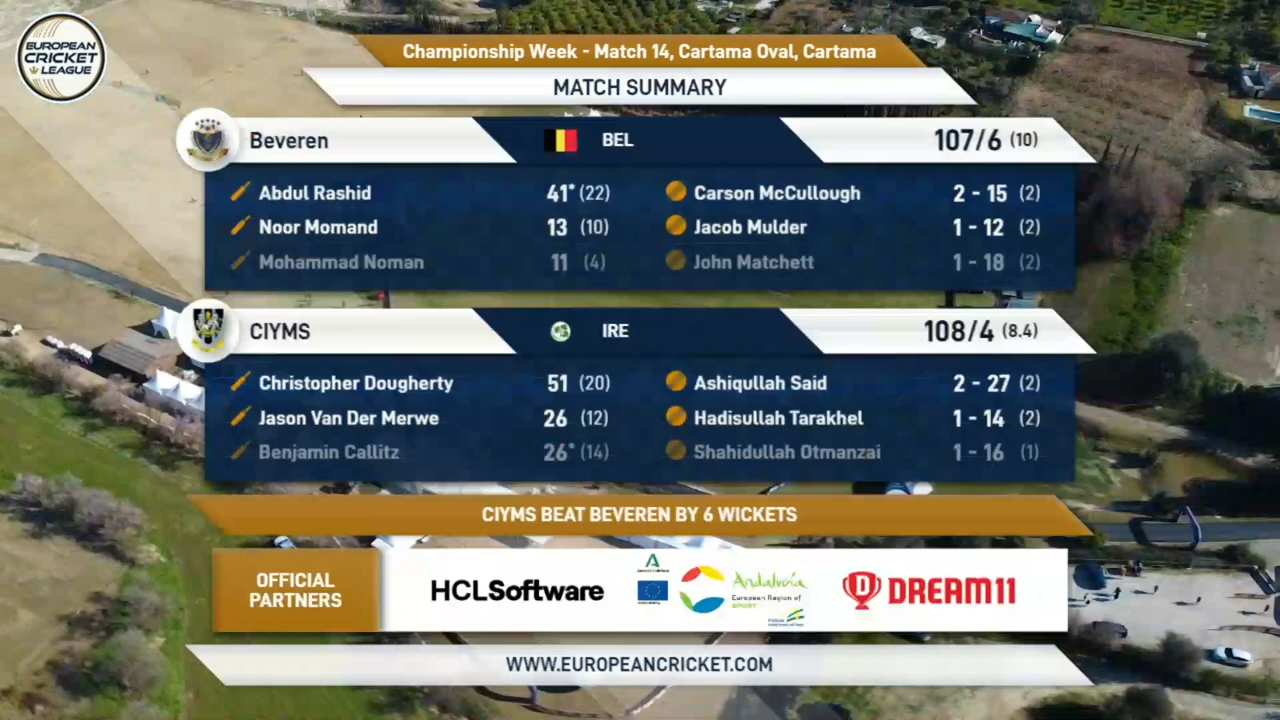 EUROPEAN
CRICKET
LEAGUE
Championship Week - Match 14, Cartama Oval, Cartama
MATCH SUMMARY
Beveren BEL 107/6 (10)
Abdul Rashid 41* (22) Carson McCullough 2 - 15 (2)
Noor Momand 13 (10) Jacob Mulder 1 - 12 (2)
Mohammad Noman 11 (4) John Matchett 1 - 18 (2)
CIYMS IRE 108/4 (8.4)
Christopher Dougherty 51 (20) Ashiqullah Said 2 - 27 (2)
Jason Van Der Merwe 26 (12) Hadisullah Tarakhel 1 - 14 (2)
Benjamin Callitz 26* (14) Shahidullah Otmanzai 1 - 16 (1)
CIYMS BEAT BEVEREN BY 6 WICKETS
OFFICIAL
PARTNERS
HCLSoftware
Andalucía
European Region of
SPORT
DREAM11
WWW.EUROPEANCRICKET.COM